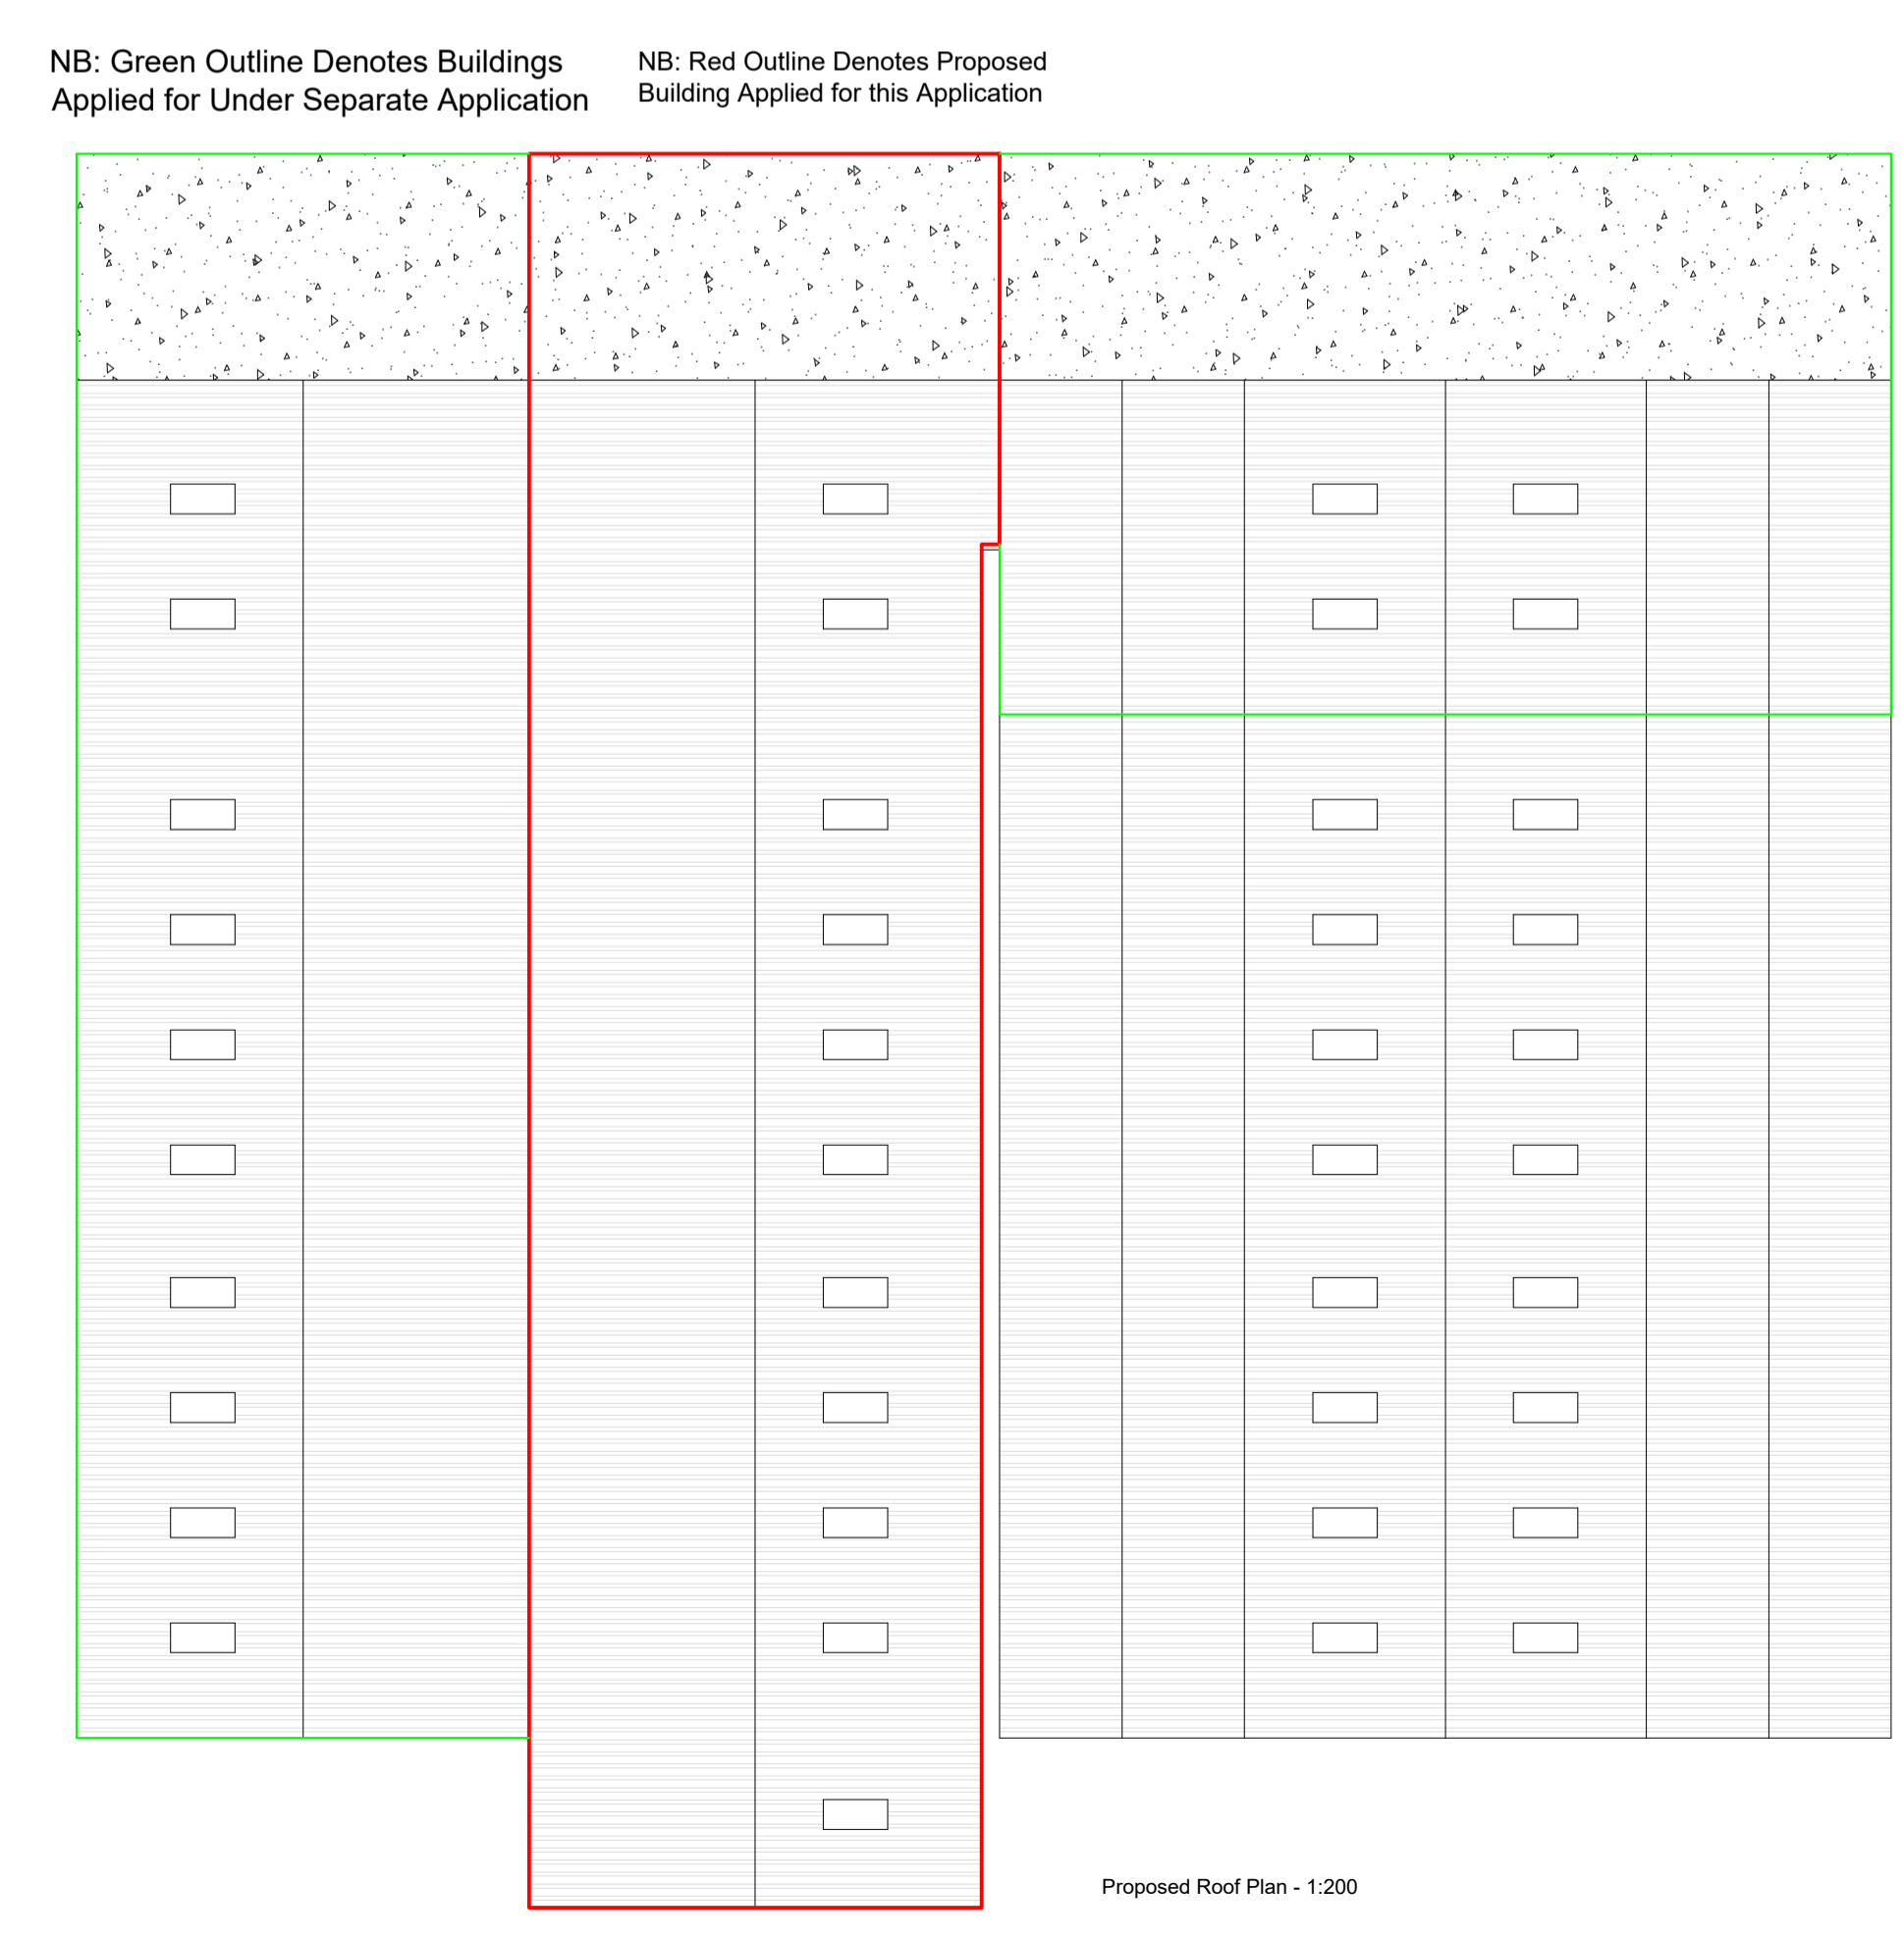 NB: Green Outline Denotes Buildings
Applied for Under Separate Application
NB: Red Outline Denotes Proposed
Building Applied for this Application
Proposed Roof Plan - 1:200